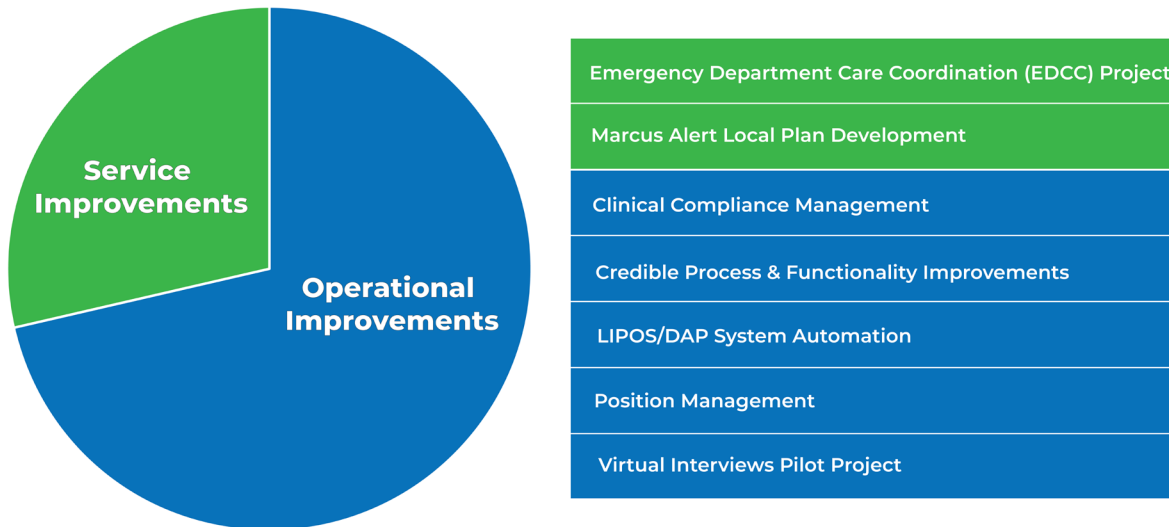 Service
Improvements
Operational
Improvements
Emergency Department Care Coordination (EDCC) Project
Marcus Alert Local Plan Development
Clinical Compliance Management
Credible Process & Functionality Improvements
LIPOS/DAP System Automation
Position Management
Virtual Interviews Pilot Project